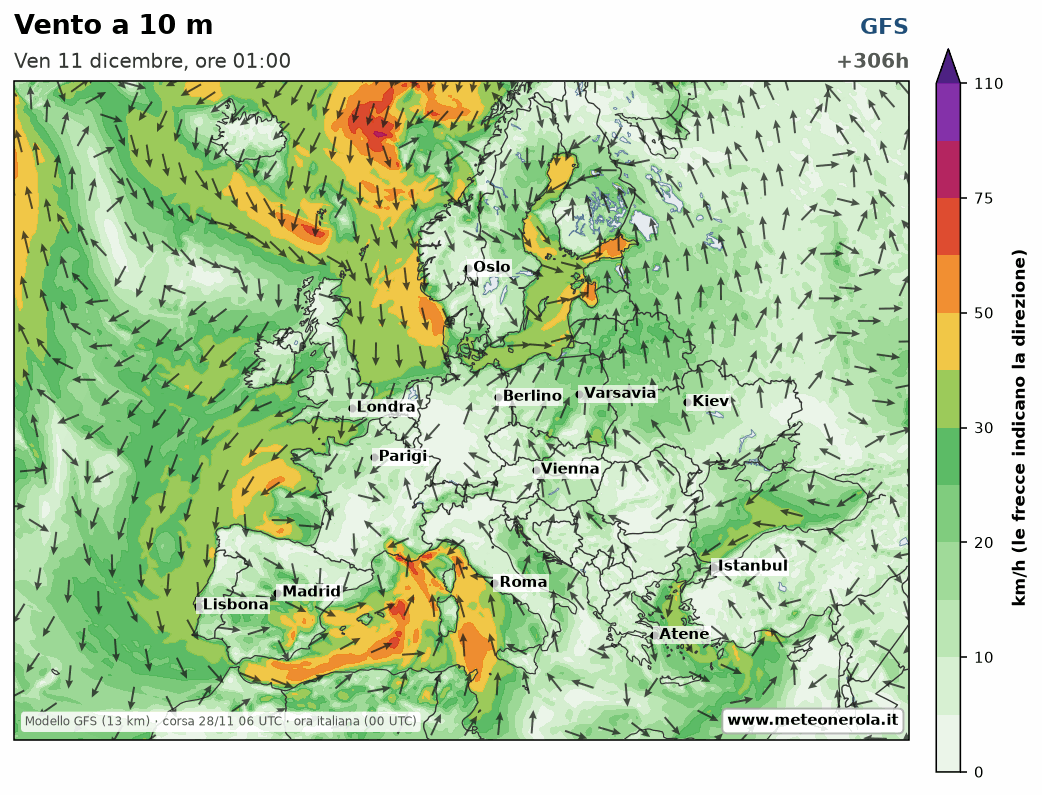 Vento a 10 m
GFS
Ven 11 dicembre, ore 01:00
+306h
110
75
50
30
20
10
0
km/h (le frecce indicano la direzione)
Oslo
Berlino
Varsavia
Kiev
Londra
Parigi
Vienna
Istanbul
Roma
Madrid
Lisbona
Atene
Modello GFS (13 km) · corsa 28/11 06 UTC · ora italiana (00 UTC)
www.meteonerola.it